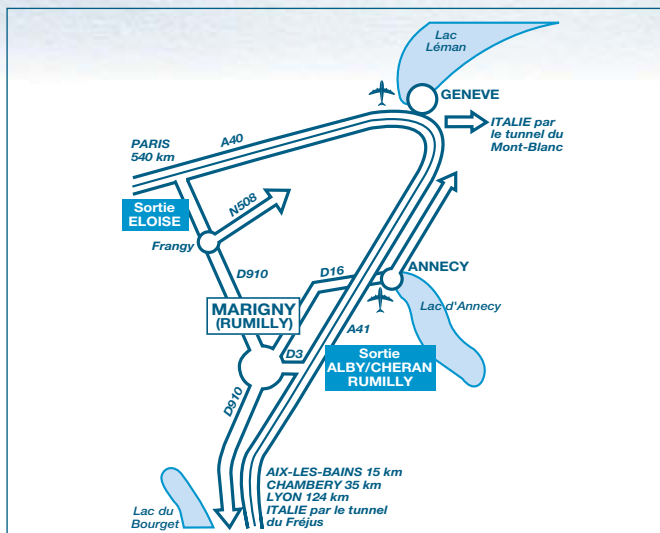 Lac
Léman
GENEVE
ITALIE par
le tunnel du
Mont-Blanc
PARIS
540 km
A40
Sortie
ELOISE
N508
Frangy
D910
D16
ANNECY
MARIGNY
(RUMILLY)
Lac d'Annecy
A41
D3
Sortie
ALBY/CHERAN
RUMILLY
D910
AIX-LES-BAINS 15 km
CHAMBERY 35 km
LYON 124 km
ITALIE par le tunnel
du Fréjus
Lac du
Bourget